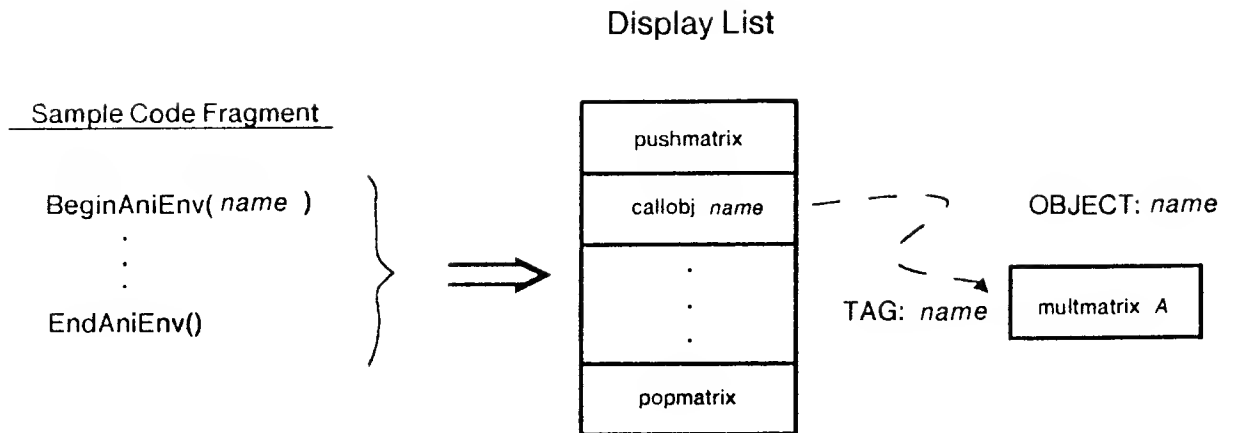 Display List
Sample Code Fragment
BeginAniEnv( name )
.
.
.
EndAniEnv()
pushmatrix
callobj name
.
.
.
popmatrix
OBJECT: name
TAG: name
multmatrix A